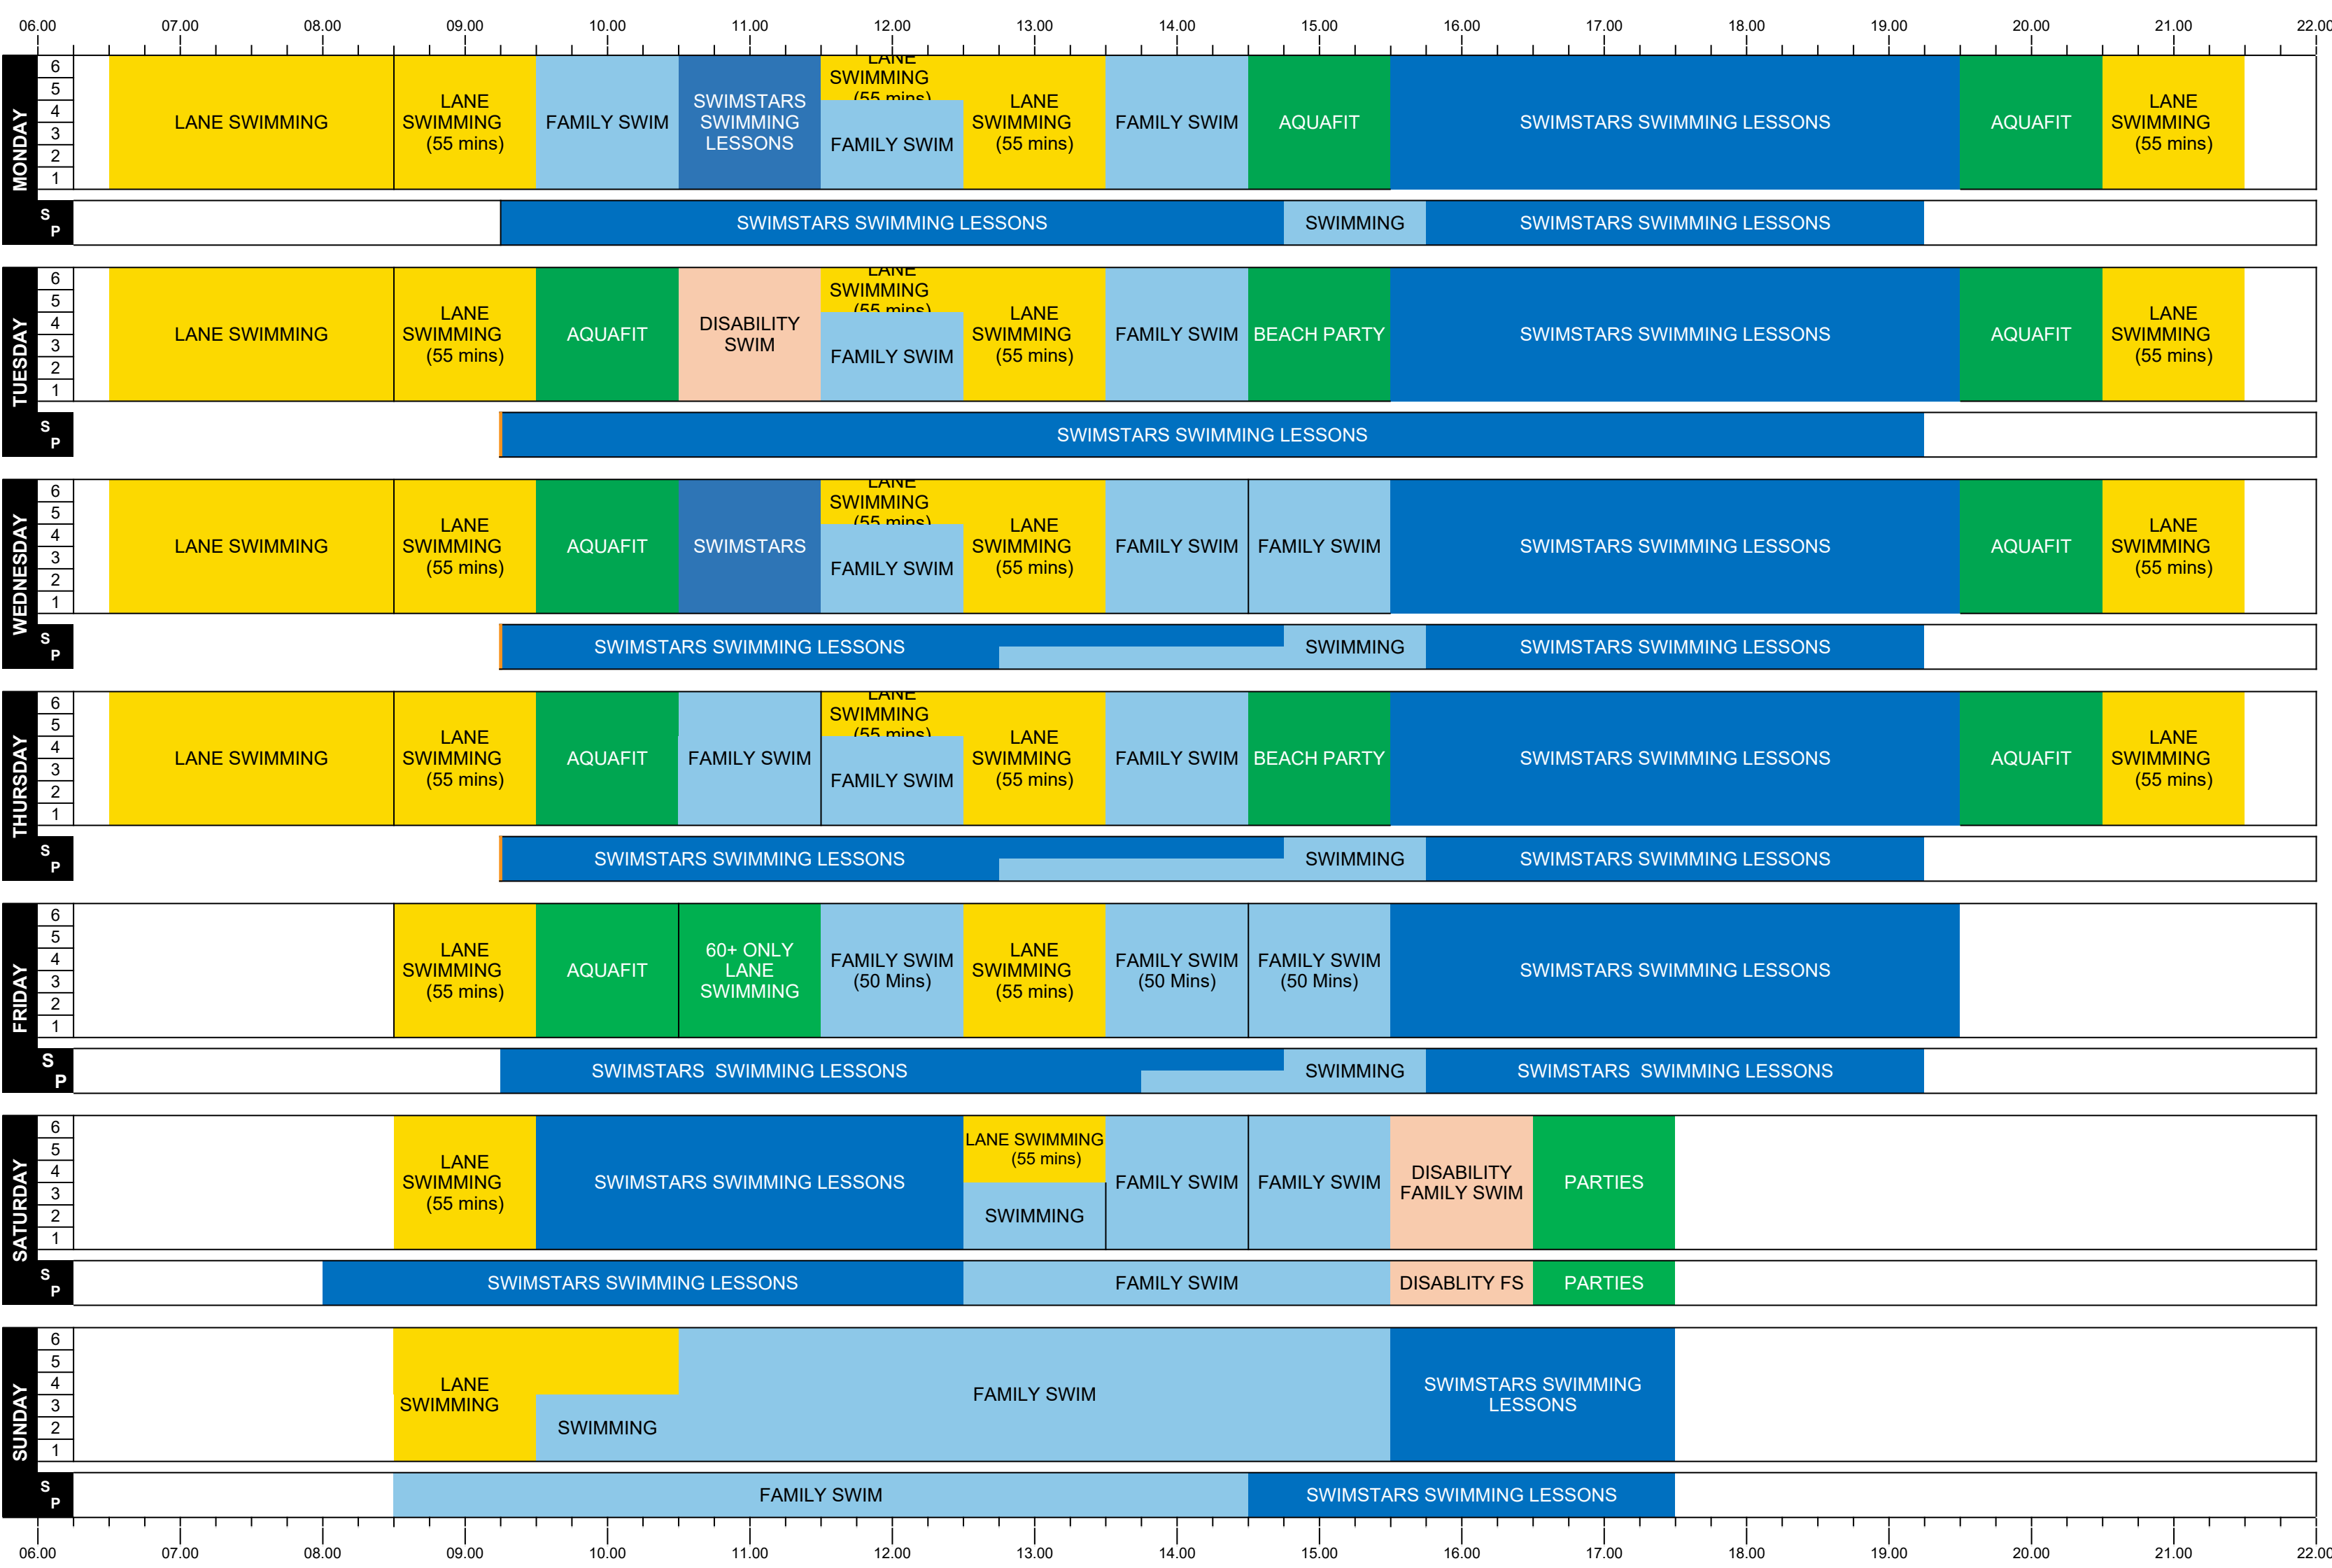 06.00 07.00 08.00 09.00 10.00 11.00 12.00 13.00 14.00 15.00 16.00 17.00 18.00 19.00 20.00 21.00 22.00
MONDAY
6
5
4
3
2
1
LANE SWIMMING
LANE
SWIMMING
(55 mins)
FAMILY SWIM
SWIMSTARS
SWIMMING
LESSONS
LANE
SWIMMING
(55 mins)
FAMILY SWIM
LANE
SWIMMING
(55 mins)
FAMILY SWIM
AQUAFIT
SWIMSTARS SWIMMING LESSONS
AQUAFIT
LANE
SWIMMING
(55 mins)
S
P
SWIMSTARS SWIMMING LESSONS
SWIMMING
SWIMSTARS SWIMMING LESSONS
TUESDAY
6
5
4
3
2
1
LANE SWIMMING
LANE
SWIMMING
(55 mins)
AQUAFIT
DISABILITY
SWIM
LANE
SWIMMING
(55 mins)
FAMILY SWIM
LANE
SWIMMING
(55 mins)
FAMILY SWIM
BEACH PARTY
SWIMSTARS SWIMMING LESSONS
AQUAFIT
LANE
SWIMMING
(55 mins)
S
P
SWIMSTARS SWIMMING LESSONS
WEDNESDAY
6
5
4
3
2
1
LANE SWIMMING
LANE
SWIMMING
(55 mins)
AQUAFIT
SWIMSTARS
LANE
SWIMMING
(55 mins)
FAMILY SWIM
LANE
SWIMMING
(55 mins)
FAMILY SWIM
FAMILY SWIM
SWIMSTARS SWIMMING LESSONS
AQUAFIT
LANE
SWIMMING
(55 mins)
S
P
SWIMSTARS SWIMMING LESSONS
SWIMMING
SWIMSTARS SWIMMING LESSONS
THURSDAY
6
5
4
3
2
1
LANE SWIMMING
LANE
SWIMMING
(55 mins)
AQUAFIT
FAMILY SWIM
LANE
SWIMMING
(55 mins)
FAMILY SWIM
LANE
SWIMMING
(55 mins)
FAMILY SWIM
BEACH PARTY
SWIMSTARS SWIMMING LESSONS
AQUAFIT
LANE
SWIMMING
(55 mins)
S
P
SWIMSTARS SWIMMING LESSONS
SWIMMING
SWIMSTARS SWIMMING LESSONS
FRIDAY
6
5
4
3
2
1
LANE
SWIMMING
(55 mins)
AQUAFIT
60+ ONLY
LANE
SWIMMING
FAMILY SWIM
(50 Mins)
LANE
SWIMMING
(55 mins)
FAMILY SWIM
(50 Mins)
FAMILY SWIM
(50 Mins)
SWIMSTARS SWIMMING LESSONS
S
P
SWIMSTARS SWIMMING LESSONS
SWIMMING
SWIMSTARS SWIMMING LESSONS
SATURDAY
6
5
4
3
2
1
LANE
SWIMMING
(55 mins)
SWIMSTARS SWIMMING LESSONS
LANE SWIMMING
(55 mins)
SWIMMING
FAMILY SWIM
FAMILY SWIM
DISABILITY
FAMILY SWIM
PARTIES
S
P
SWIMSTARS SWIMMING LESSONS
FAMILY SWIM
DISABLITY FS
PARTIES
SUNDAY
6
5
4
3
2
1
LANE
SWIMMING
SWIMMING
FAMILY SWIM
SWIMSTARS SWIMMING
LESSONS
S
P
FAMILY SWIM
SWIMSTARS SWIMMING LESSONS
06.00 07.00 08.00 09.00 10.00 11.00 12.00 13.00 14.00 15.00 16.00 17.00 18.00 19.00 20.00 21.00 22.00